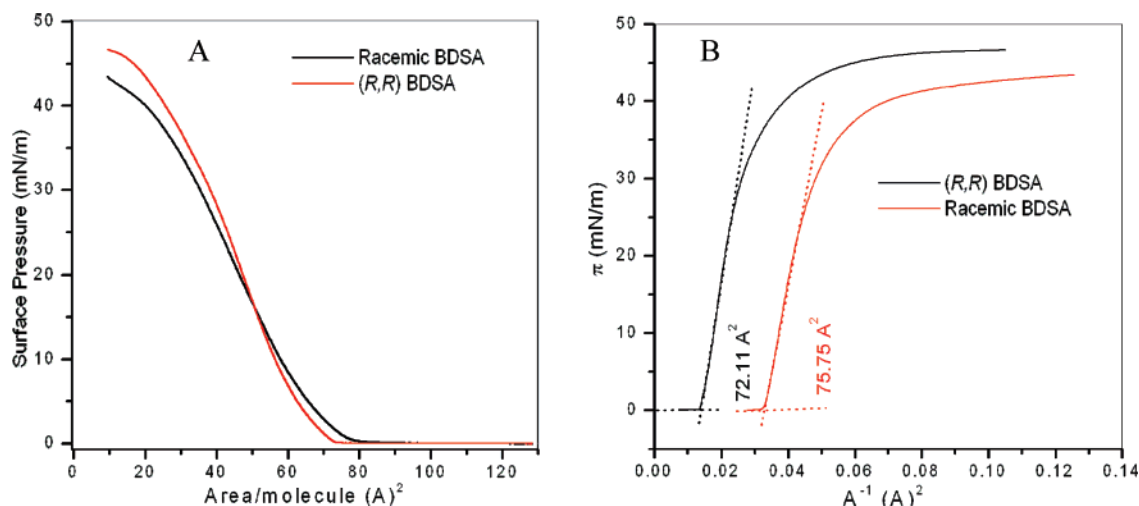 A
Racemic BDSA
(R,R) BDSA
Surface Pressure (mN/m)
50
40
30
20
10
0
0 20 40 60 80 100 120
Area/molecule (A)²
B
(R,R) BDSA
Racemic BDSA
72.11 A²
75.75 A²
π (mN/m)
50
40
30
20
10
0
0.00 0.02 0.04 0.06 0.08 0.10 0.12 0.14
A⁻¹ (A)²